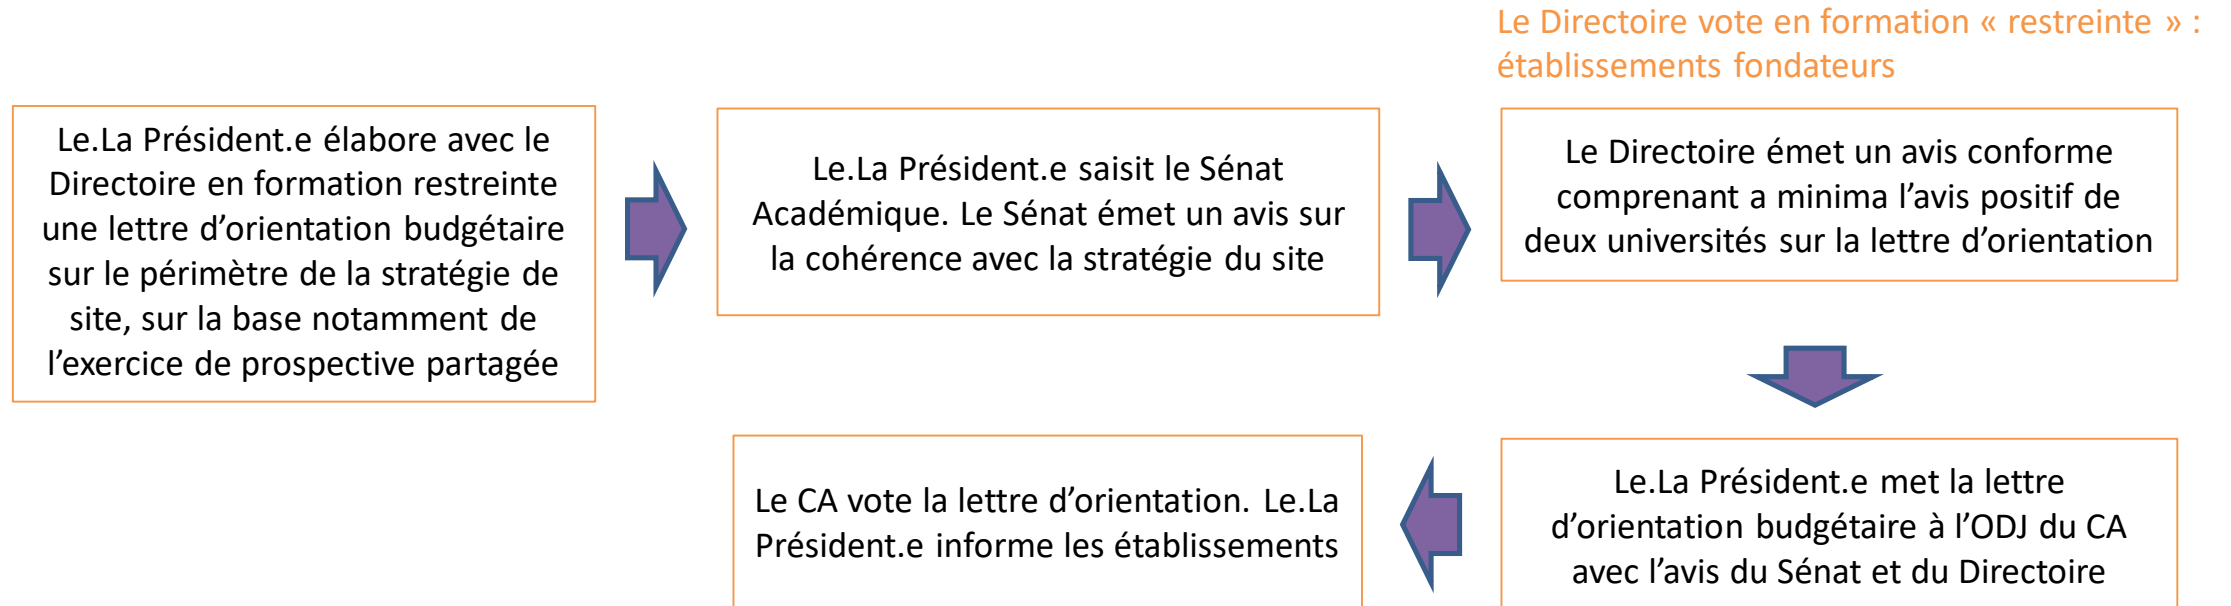 Le Directoire vote en formation « restreinte » :
établissements fondateurs
Le.La Président.e élabore avec le
Directoire en formation restreinte
une lettre d’orientation budgétaire
sur le périmètre de la stratégie de
site, sur la base notamment de
l’exercice de prospective partagée
Le.La Président.e saisit le Sénat
Académique. Le Sénat émet un avis sur
la cohérence avec la stratégie du site
Le Directoire émet un avis conforme
comprenant a minima l’avis positif de
deux universités sur la lettre d’orientation
Le.La Président.e met la lettre
d’orientation budgétaire à l’ODJ du CA
avec l’avis du Sénat et du Directoire
Le CA vote la lettre d’orientation. Le.La
Président.e informe les établissements